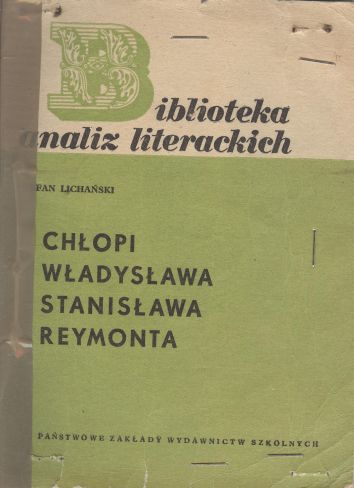 Biblioteka
analiz literackich
FAN LICHAŃSKI
CHŁOPI
WŁADYSŁAWA
STANISŁAWA
REYMONTA
PAŃSTWOWE ZAKŁADY WYDAWNICTW SZKOLNYCH